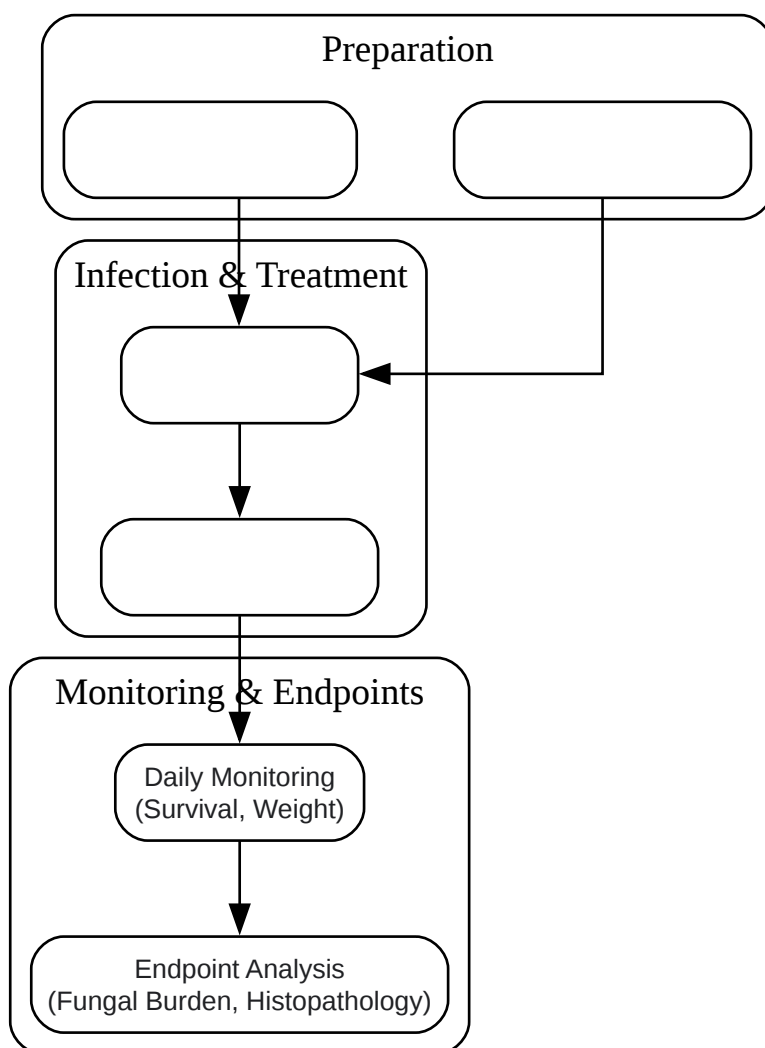 Preparation
Infection & Treatment
Monitoring & Endpoints
Daily Monitoring
(Survival, Weight)
Endpoint Analysis
(Fungal Burden, Histopathology)